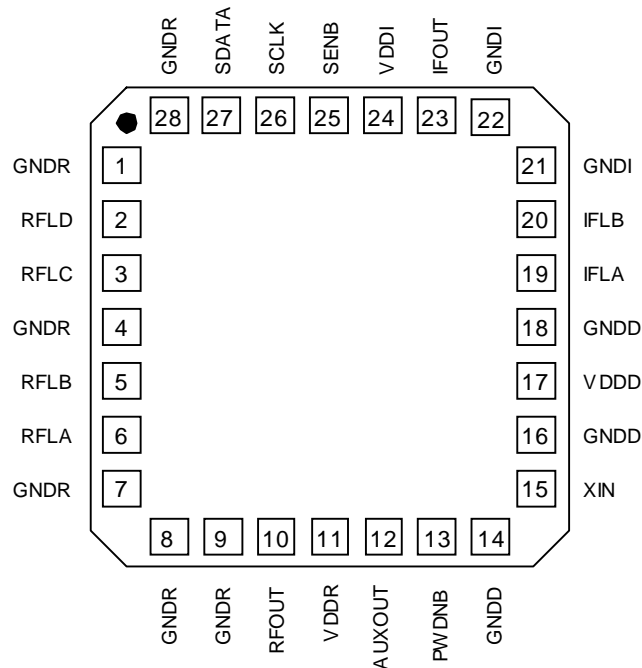 GNDR
SDATA
SCLK
SENB
VDDI
IFOUT
GNDI
28
27
26
25
24
23
22
GNDR 1
21 GNDI
RFLD 2
20 IFLB
RFLC 3
19 IFLA
GNDR 4
18 GNDD
RFLB 5
17 VDDD
RFLA 6
16 GNDD
GNDR 7
15 XIN
8
9
10
11
12
13
14
GNDR
GNDR
RFOUT
VDDR
AUXOUT
PWDNB
GNDD